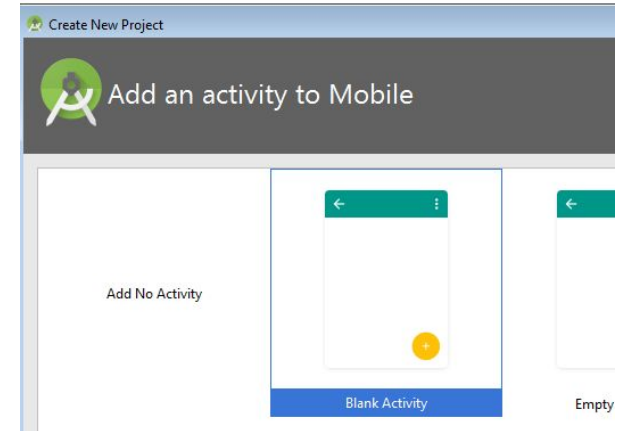 Create New Project
Add an activity to Mobile
Add No Activity
Blank Activity
Empty